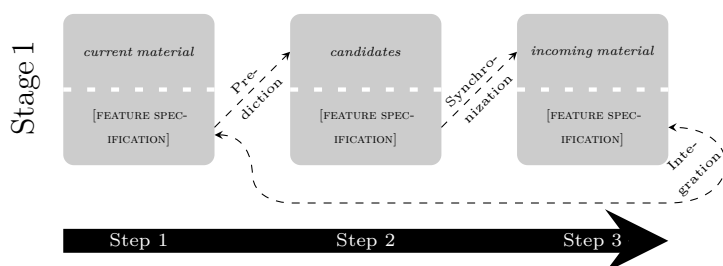 Stage 1
current material
[FEATURE SPEC-
IFICATION]
Pre-
diction
candidates
[FEATURE SPEC-
IFICATION]
Synchro-
nization
incoming material
[FEATURE SPEC-
IFICATION]
Inte-
gration
Step 1
Step 2
Step 3